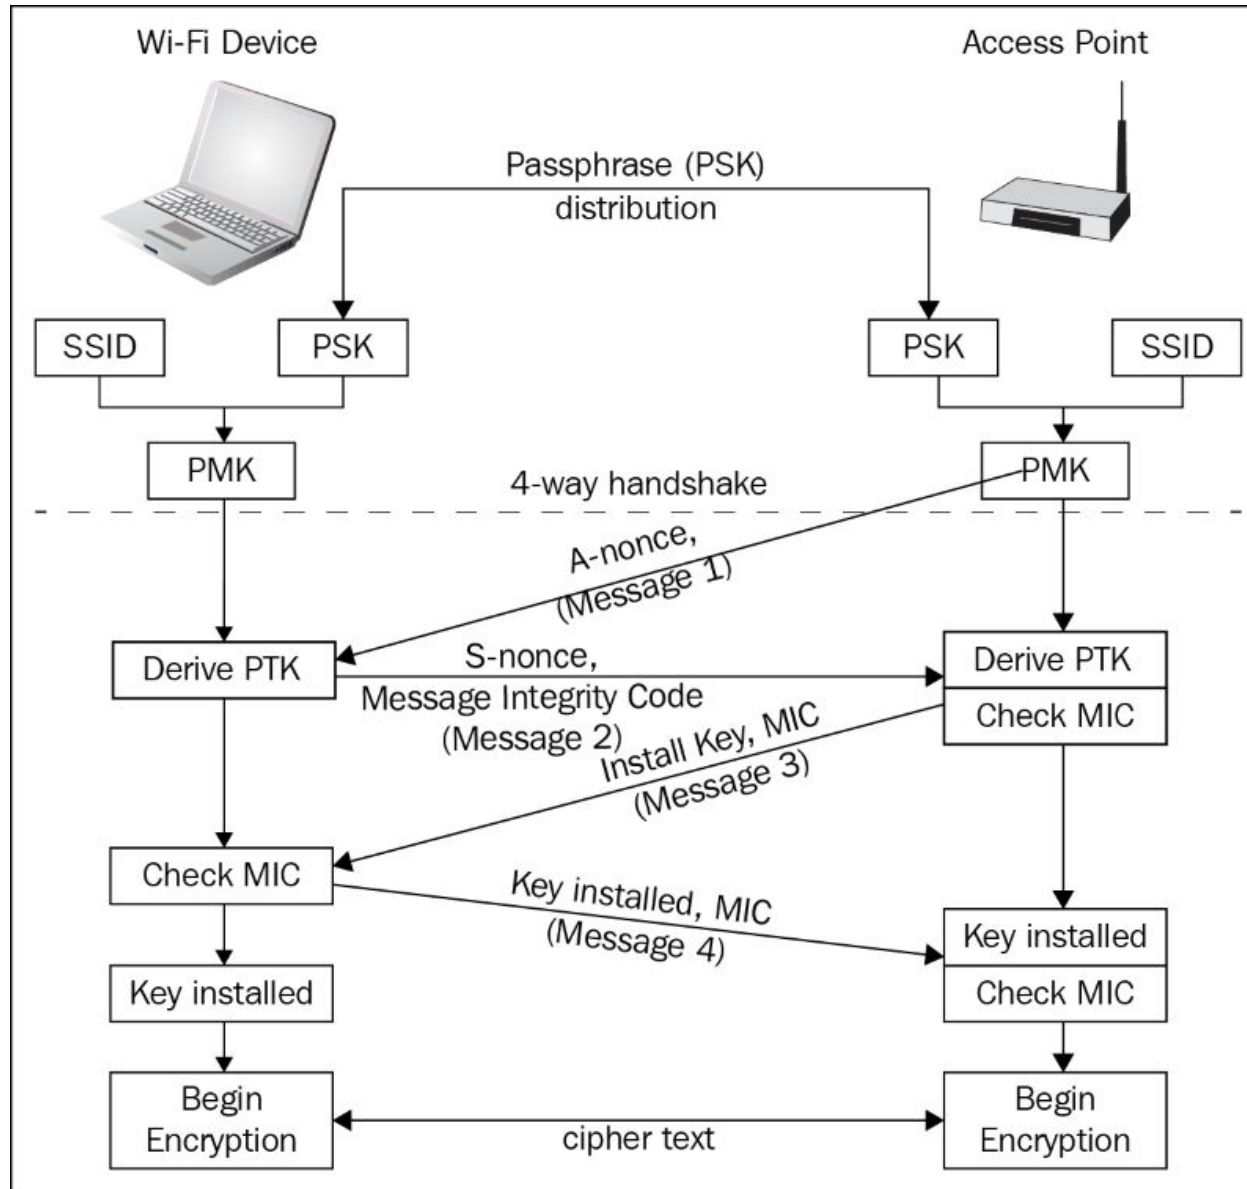 Wi-Fi Device
Access Point
Passphrase (PSK)
distribution
SSID
PSK
PSK
SSID
PMK
PMK
4-way handshake
A-nonce,
(Message 1)
Derive PTK
S-nonce,
Message Integrity Code
(Message 2)
Derive PTK
Check MIC
Install Key, MIC
(Message 3)
Check MIC
Key installed, MIC
(Message 4)
Key installed
Check MIC
Key installed
Begin
Encryption
cipher text
Begin
Encryption